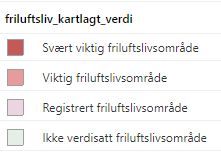 friluftsliv_kartlagt_verdi
Svært viktig friluftslivsområde
Viktig friluftslivsområde
Registrert friluftslivsområde
Ikke verdisatt friluftslivsområde